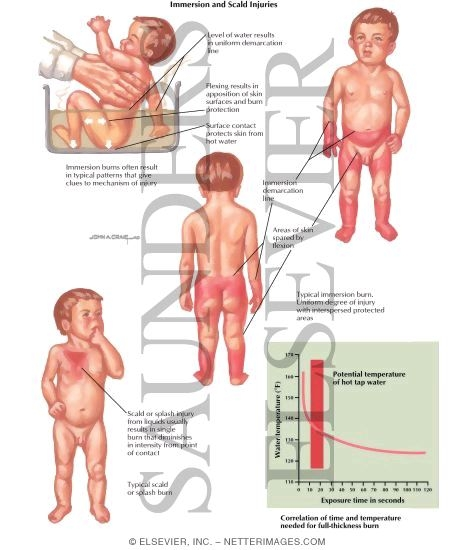 Immersion and Scald Injuries
Level of water results
in uniform demarcation
line
Flexing results in
apposition of skin
surfaces and burn
protection
Surface contact
protects skin from
hot water
Immersion burns often result
in typical patterns that give
clues to mechanism of injury
JOHN A. CRAIG, MD
Immersion
demarcation
line
Areas of skin
spared by
flexion
Typical immersion burn.
Uniform degree of injury
with interspersed protected
areas
Scald or splash injury
from liquids usually
results in single
burn that diminishes
in intensity from point
of contact
Typical scald
or splash burn
Potential temperature
of hot tap water
Water temperature (°F)
170
160
150
140
130
120
110
0 10 20 30 40 50 60 70 80 90 100 110 120
Exposure time in seconds
Correlation of time and temperature
needed for full-thickness burn
SAUNDERS
ELSEVIER
© ELSEVIER, INC. – NETTERIMAGES.COM